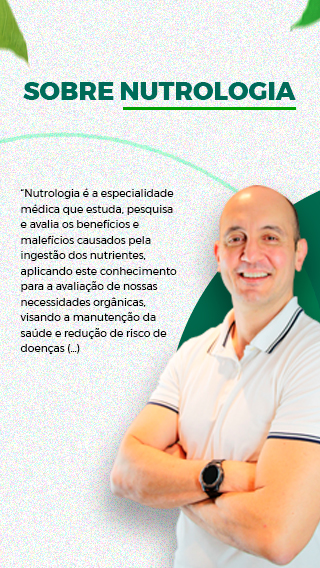 SOBRE NUTROLOGIA
“Nutrologia é a especialidade
médica que estuda, pesquisa
e avalia os benefícios e
malefícios causados pela
ingestão dos nutrientes,
aplicando este conhecimento
para a avaliação de nossas
necessidades orgânicas,
visando a manutenção da
saúde e redução de risco de
doenças (...)